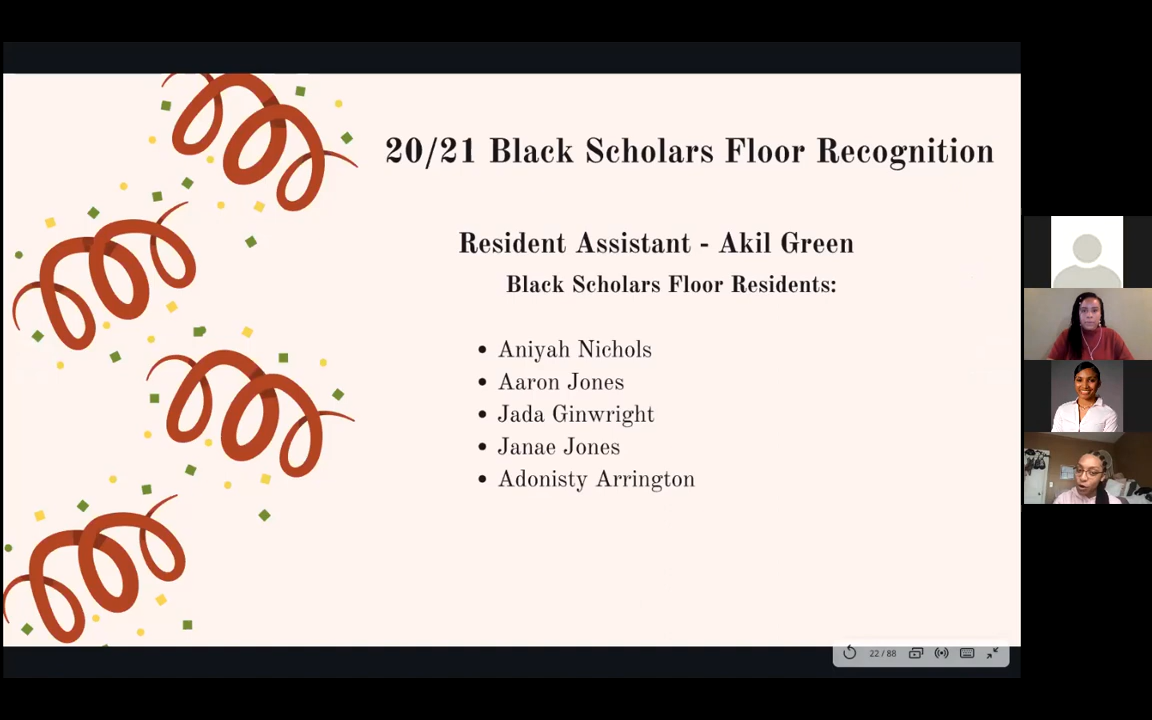 20/21 Black Scholars Floor Recognition
Resident Assistant - Akil Green
Black Scholars Floor Residents:
• Aniyah Nichols
• Aaron Jones
• Jada Ginwright
• Janae Jones
• Adonisty Arrington
22 / 88